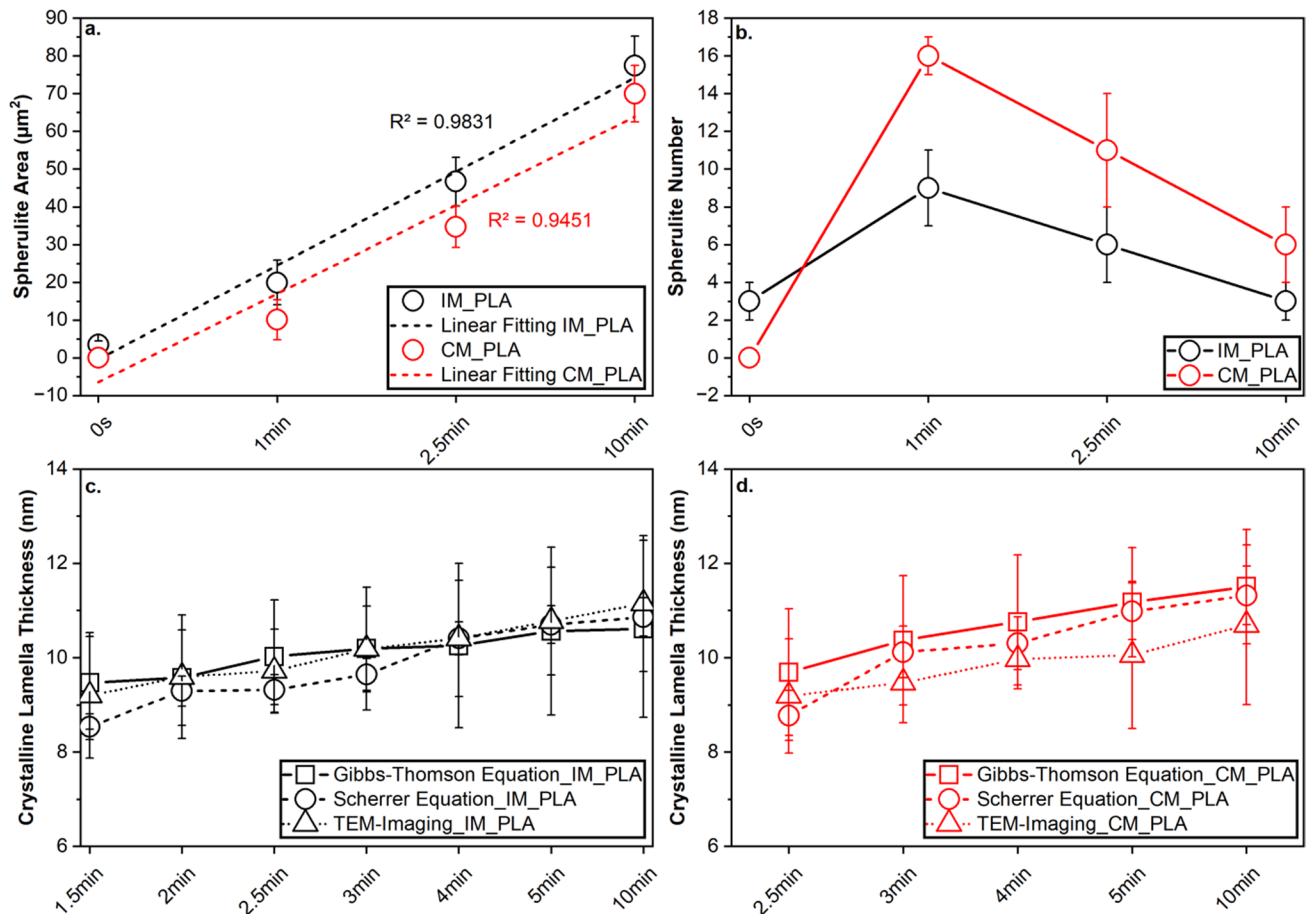 a.
Spherulite Area (µm²)
90
80
70
60
50
40
30
20
10
0
−10
R² = 0.9831
R² = 0.9451
IM_PLA
Linear Fitting IM_PLA
CM_PLA
Linear Fitting CM_PLA
0s
1min
2.5min
10min
b.
Spherulite Number
18
16
14
12
10
8
6
4
2
0
−2
IM_PLA
CM_PLA
0s
1min
2.5min
10min
c.
Crystalline Lamella Thickness (nm)
14
12
10
8
6
Gibbs-Thomson Equation_IM_PLA
Scherrer Equation_IM_PLA
TEM-Imaging_IM_PLA
1.5min
2min
2.5min
3min
4min
5min
10min
d.
Crystalline Lamella Thickness (nm)
14
12
10
8
6
Gibbs-Thomson Equation_CM_PLA
Scherrer Equation_CM_PLA
TEM-Imaging_CM_PLA
2.5min
3min
4min
5min
10min